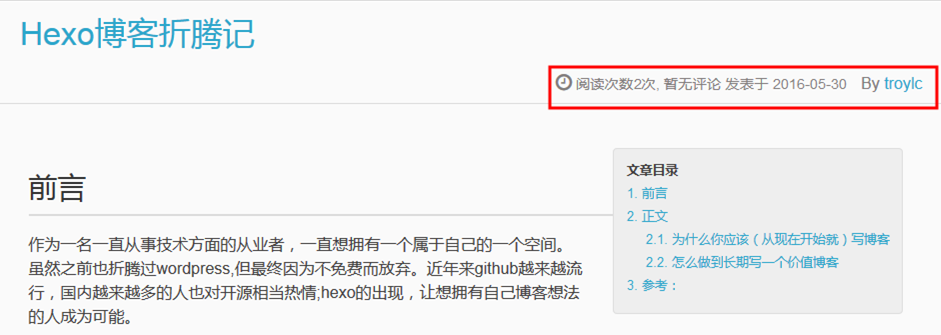 Hexo博客折腾记
阅读次数2次, 暂无评论 发表于 2016-05-30 By troylc
前言
作为一名一直从事技术方面的从业者，一直想拥有一个属于自己的一个空间。
虽然之前也折腾过wordpress,但最终因为不免费而放弃。近年来github越来越流
行，国内越来越多的人也对开源相当热情;hexo的出现，让想拥有自己博客想法
的人成为可能。
文章目录
1. 前言
2. 正文
2.1. 为什么你应该（从现在开始就）写博客
2.2. 怎么做到长期写一个价值博客
3. 参考：